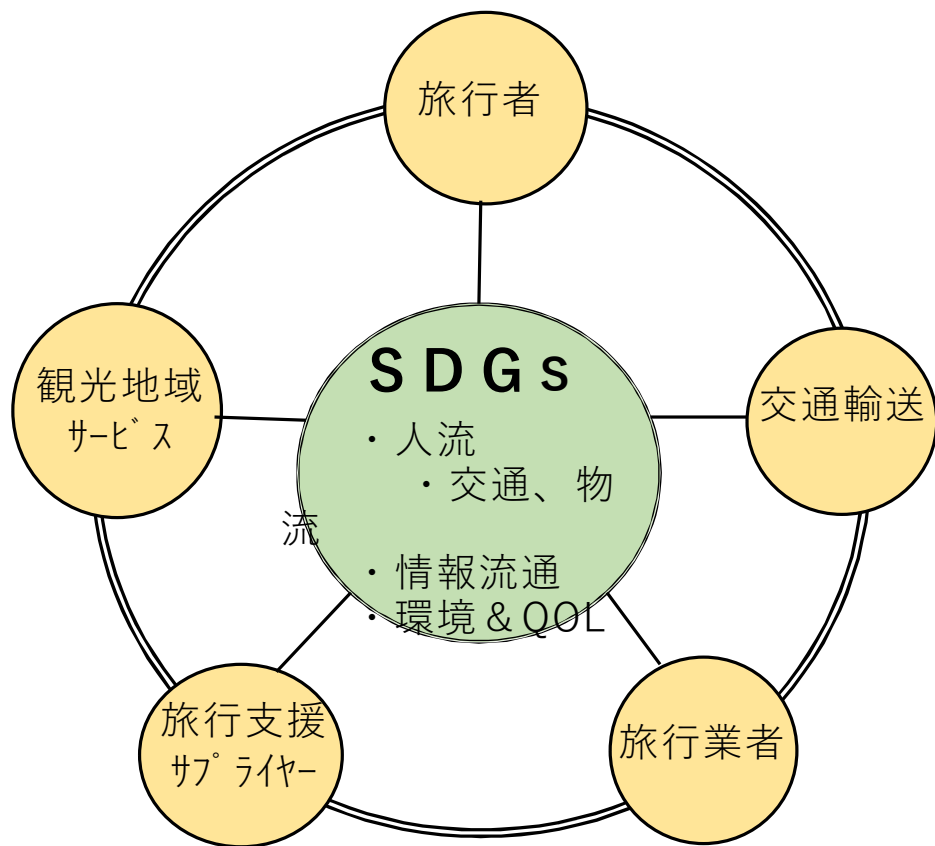 旅行者
観光地域
ｻｰﾋﾞｽ
交通輸送
ＳＤＧｓ
・人流
・交通、物
流
・情報流通
・環境＆QOL
旅行支援
ｻﾌﾟﾗｲﾔｰ
旅行業者